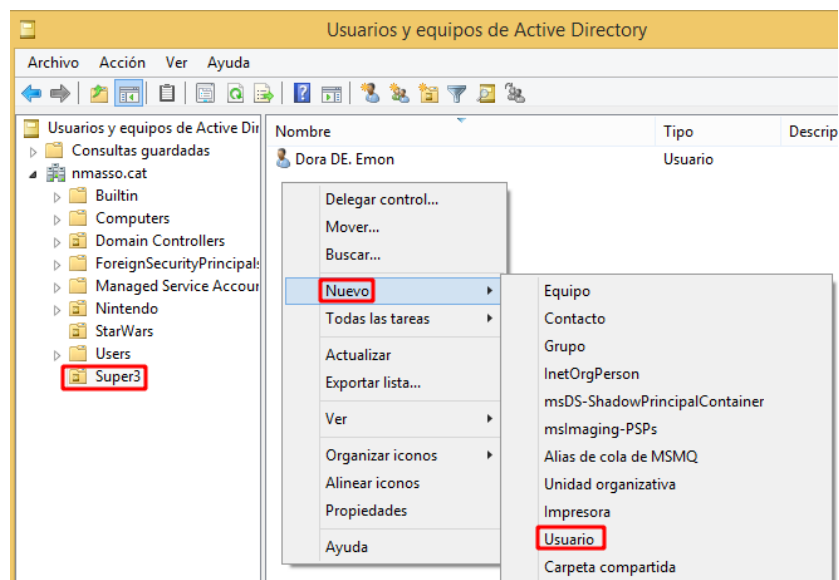 Usuarios y equipos de Active Directory
Archivo Acción Ver Ayuda
Usuarios y equipos de Active Dir
Consultas guardadas
nmasso.cat
Builtin
Computers
Domain Controllers
ForeignSecurityPrincipals
Managed Service Accour
Nintendo
StarWars
Users
Super3
Nombre Tipo Descrip
Dora DE. Emon Usuario
Delegar control...
Mover...
Buscar...
Nuevo
Todas las tareas
Actualizar
Exportar lista...
Ver
Organizar iconos
Alinear iconos
Propiedades
Ayuda
Equipo
Contacto
Grupo
InetOrgPerson
msDS-ShadowPrincipalContainer
msImaging-PSPs
Alias de cola de MSMQ
Unidad organizativa
Impresora
Usuario
Carpeta compartida